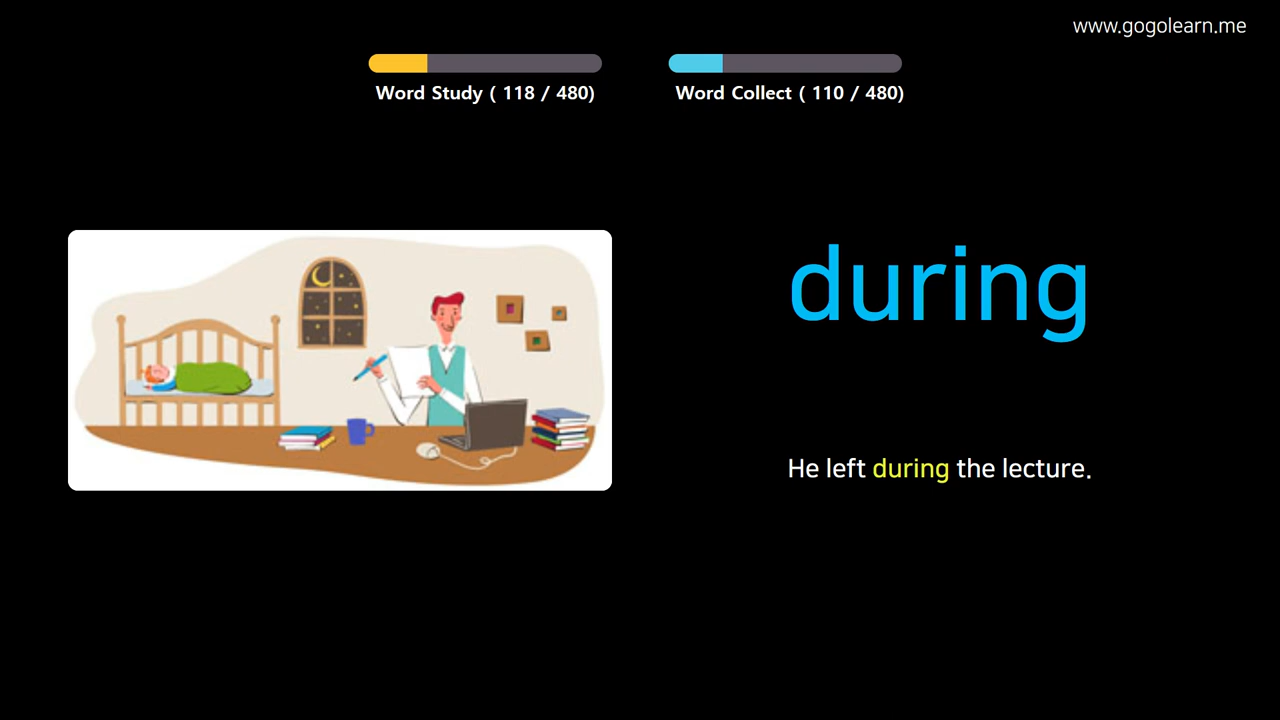 www.gogolearn.me
Word Study ( 118 / 480)
Word Collect ( 110 / 480)
during
He left during the lecture.